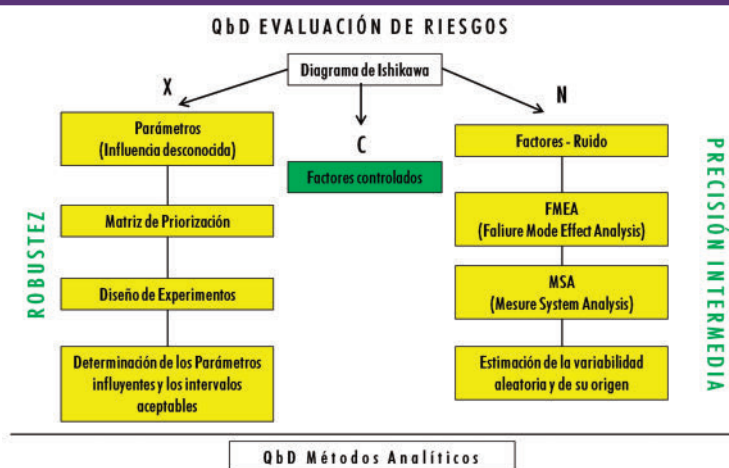 QbD EVALUACIÓN DE RIESGOS
Diagrama de Ishikawa
X
C
N
Parámetros
(Influencia desconocida)
Matriz de Priorización
Diseño de Experimentos
Determinación de los Parámetros
influyentes y los intervalos
aceptables
ROBUSTEZ
Factores controlados
Factores - Ruido
FMEA
(Faliure Mode Effect Analysis)
MSA
(Mesure System Analysis)
Estimación de la variabilidad
aleatoria y de su origen
PRECISIÓN INTERMEDIA
QbD Métodos Analíticos